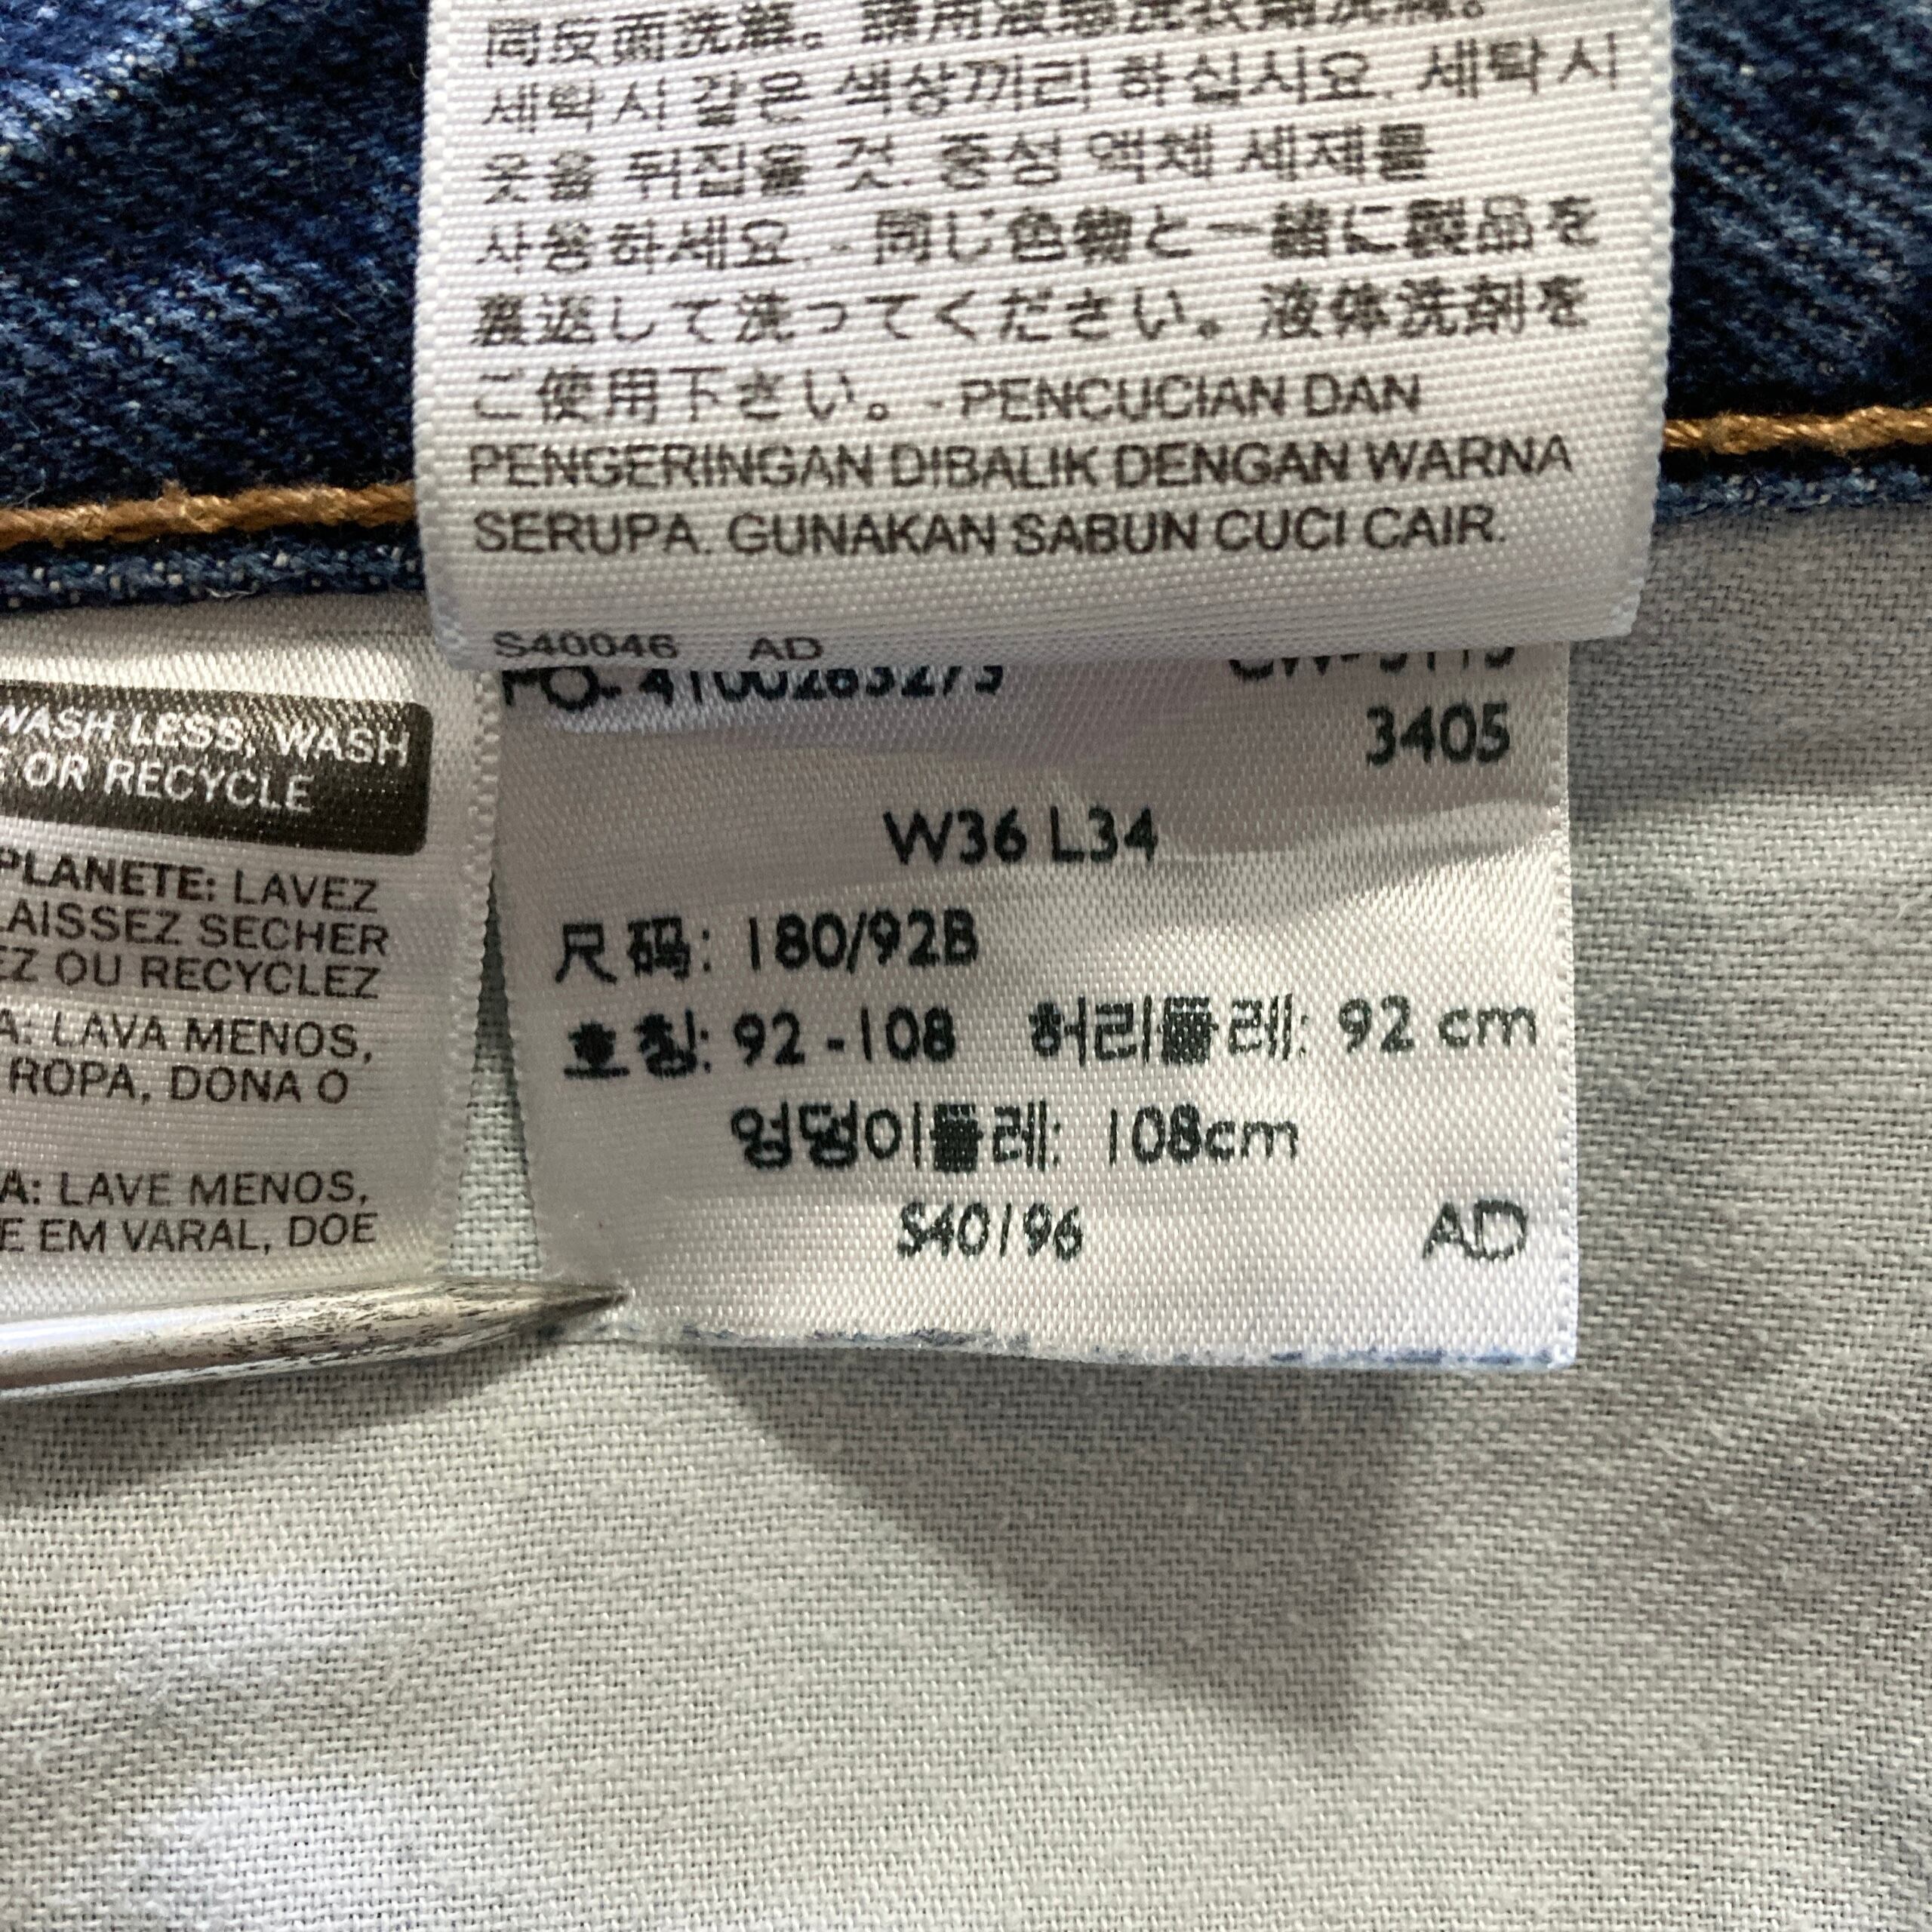 세탁시 같은 색상끼리 하십시요. 세탁시
옷을 뒤집을 것. 중성 액체 세제를
사용하세요. - 同じ色物と一緒に製品を
裏返して洗ってください。液体洗剤を
ご使用下さい。- PENCUCIAN DAN
PENGERINGAN DIBALIK DENGAN WARNA
SERUPA. GUNAKAN SABUN CUCI CAIR.
S40046 AD
3405
W36 L34
尺码: 180/92B
호칭: 92 -108 허리둘레: 92 cm
엉덩이둘레: 108cm
S40196 AD
WASH LESS, WASH
OR RECYCLE
PLANETE: LAVEZ
LAISSEZ SECHER
EZ OU RECYCLEZ
A: LAVA MENOS,
ROPA, DONA O
A: LAVE MENOS,
E EM VARAL, DOE